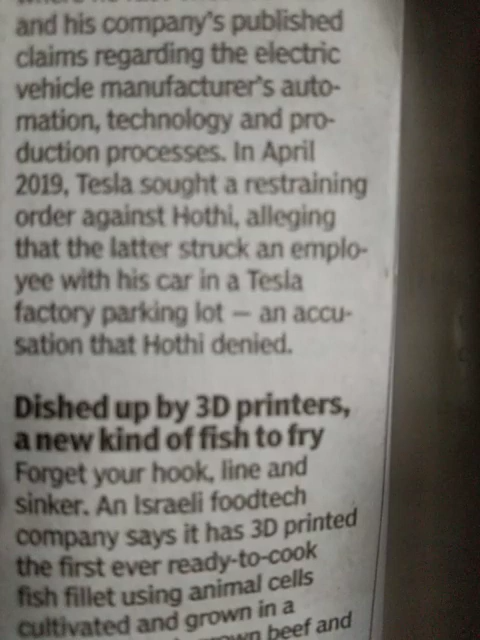 and his company's published
claims regarding the electric
vehicle manufacturer's auto-
mation, technology and pro-
duction processes. In April
2019, Tesla sought a restraining
order against Hothi, alleging
that the latter struck an emplo-
yee with his car in a Tesla
factory parking lot — an accu-
sation that Hothi denied.
Dished up by 3D printers,
a new kind of fish to fry
Forget your hook, line and
sinker. An Israeli foodtech
company says it has 3D printed
the first ever ready-to-cook
fish fillet using animal cells
cultivated and grown in a
beef and